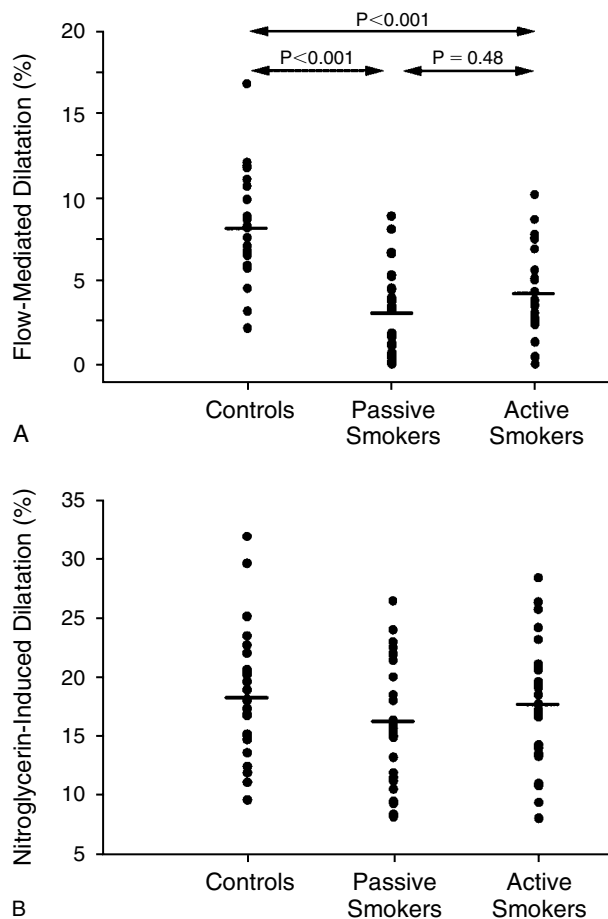 P<0.001
P<0.001
P = 0.48
Flow-Mediated Dilatation (%)
20
15
10
5
0
Controls
Passive Smokers
Active Smokers
A
Nitroglycerin-Induced Dilatation (%)
35
30
25
20
15
10
5
Controls
Passive Smokers
Active Smokers
B